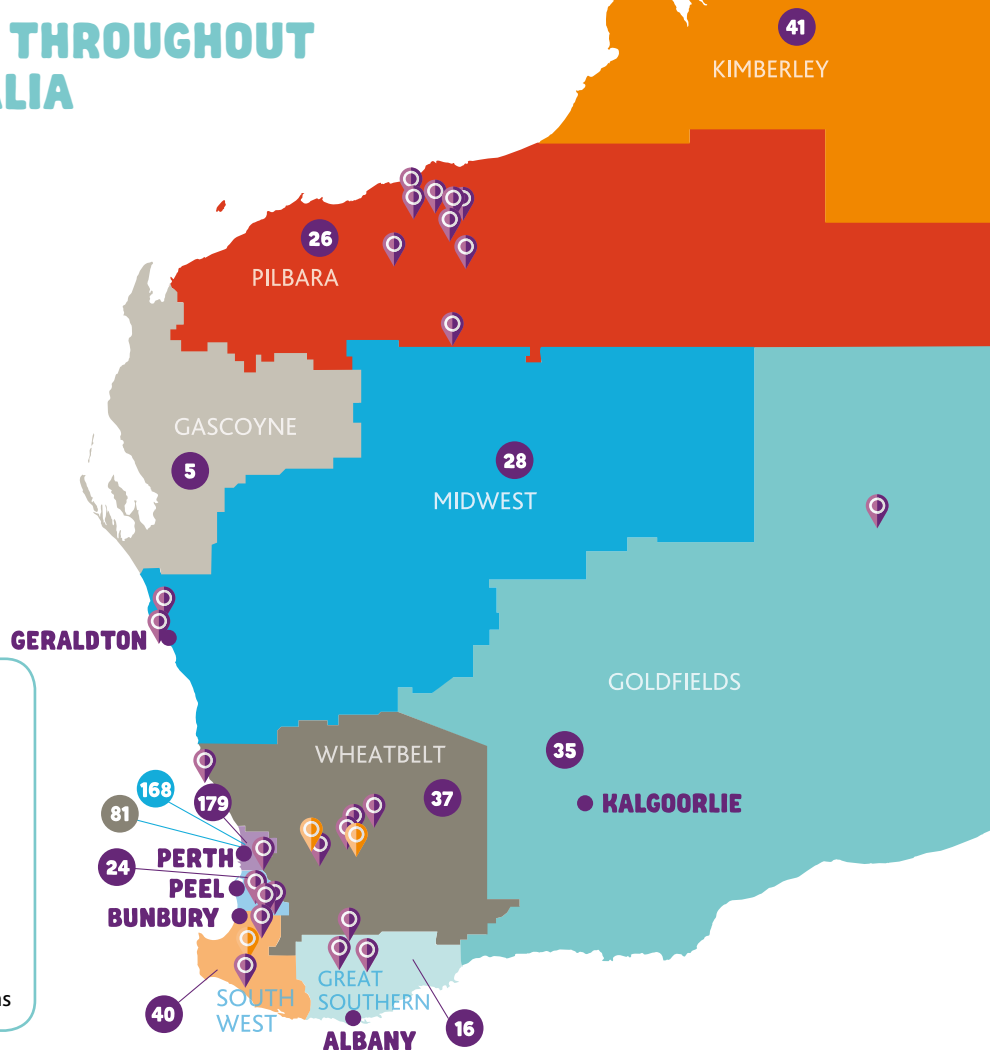 THROUGHOUT
ALIA
41
KIMBERLEY
26
PILBARA
GASCOYNE
5
28
MIDWEST
GERALDTON
GOLDFIELDS
WHEATBELT
35
37
168
179
81
KALGOORLIE
PERTH
24
PEEL
BUNBURY
GREAT
SOUTHERN
SOUTH
WEST
40
16
ALBANY
ns